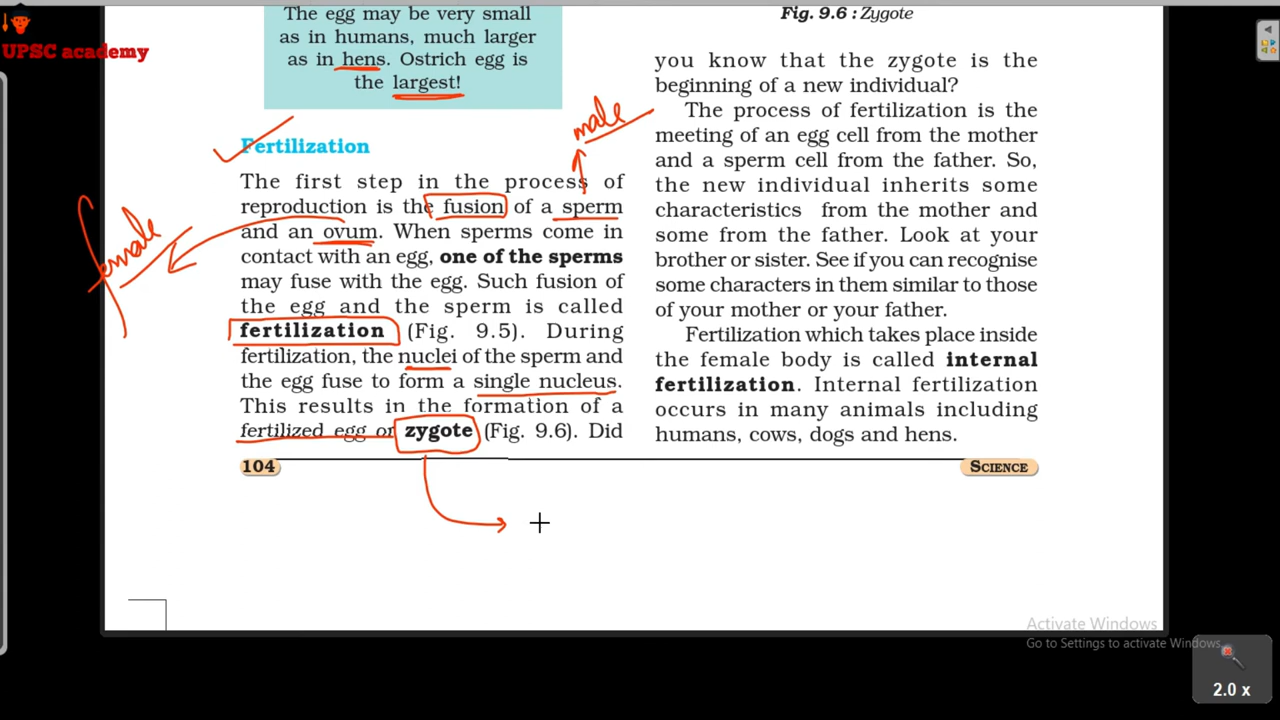 UPSC academy
The egg may be very small
as in humans, much larger
as in hens. Ostrich egg is
the largest!
male
Fertilization
The first step in the process of
reproduction is the fusion of a sperm
and an ovum. When sperms come in
contact with an egg, one of the sperms
may fuse with the egg. Such fusion of
the egg and the sperm is called
fertilization (Fig. 9.5). During
fertilization, the nuclei of the sperm and
the egg fuse to form a single nucleus.
This results in the formation of a
fertilized egg or zygote (Fig. 9.6). Did
female
104
Fig. 9.6 : Zygote
you know that the zygote is the
beginning of a new individual?
The process of fertilization is the
meeting of an egg cell from the mother
and a sperm cell from the father. So,
the new individual inherits some
characteristics from the mother and
some from the father. Look at your
brother or sister. See if you can recognise
some characters in them similar to those
of your mother or your father.
Fertilization which takes place inside
the female body is called internal
fertilization. Internal fertilization
occurs in many animals including
humans, cows, dogs and hens.
SCIENCE
Activate Windows
Go to Settings to activate Windows.
2.0 x